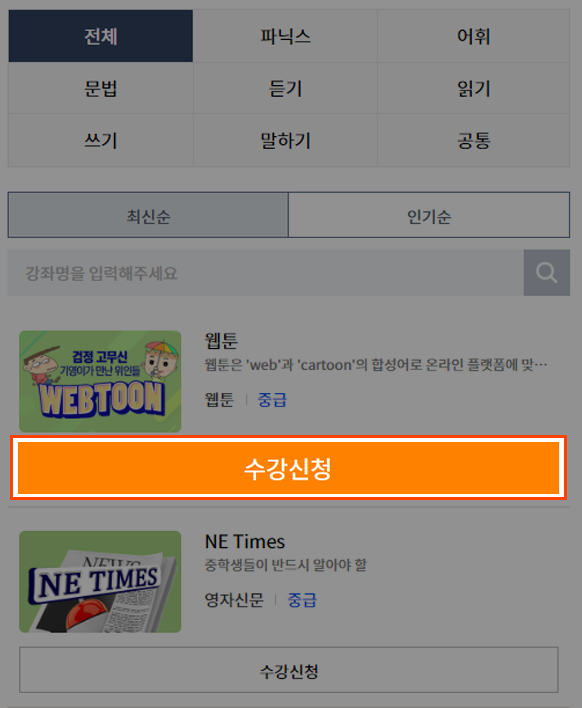 전체 파닉스 어휘
문법 듣기 읽기
쓰기 말하기 공통
최신순 인기순
강좌명을 입력해주세요
검정 고무신
기영이가 만난 위인들
WEBTOON
웹툰
웹툰은 'web'과 'cartoon'의 합성어로 온라인 플랫폼에 맞…
웹툰 | 중급
수강신청
NEWS
NE TIMES
NE Times
중학생들이 반드시 알아야 할
영자신문 | 중급
수강신청